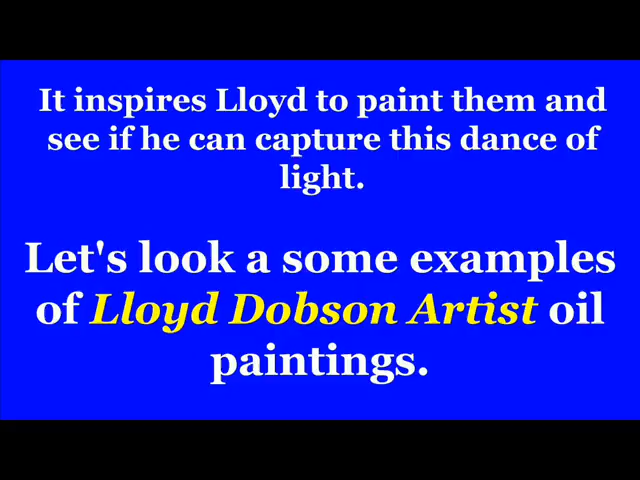 It inspires Lloyd to paint them and
see if he can capture this dance of
light.
Let's look a some examples
of Lloyd Dobson Artist oil
paintings.